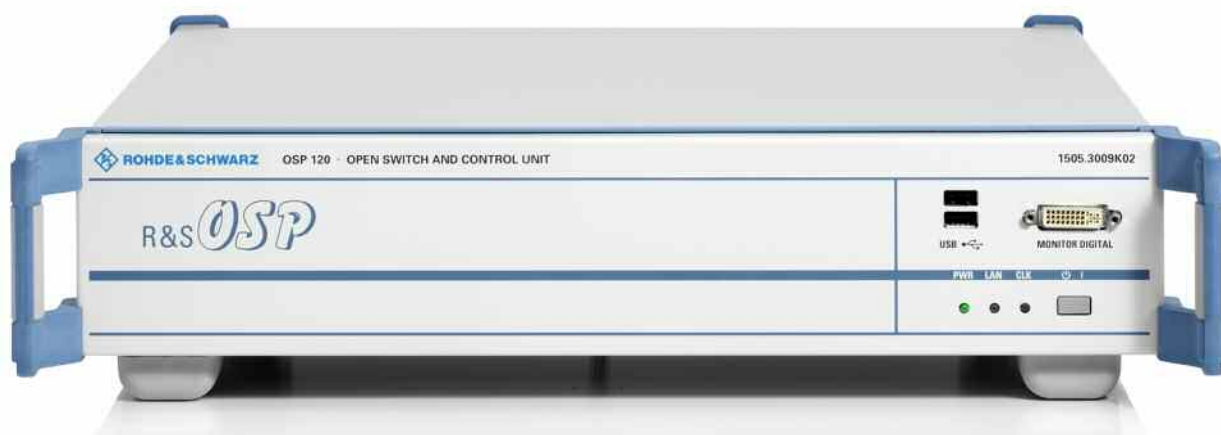 ROHDE&SCHWARZ OSP 120 · OPEN SWITCH AND CONTROL UNIT 1505.3009K02
R&S OSP
USB MONITOR DIGITAL
PWR LAN CLK I